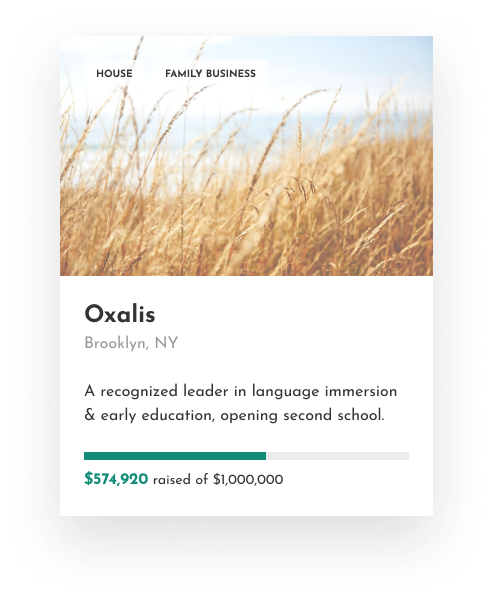 HOUSE FAMILY BUSINESS
Oxalis
Brooklyn, NY
A recognized leader in language immersion
& early education, opening second school.
$574,920 raised of $1,000,000